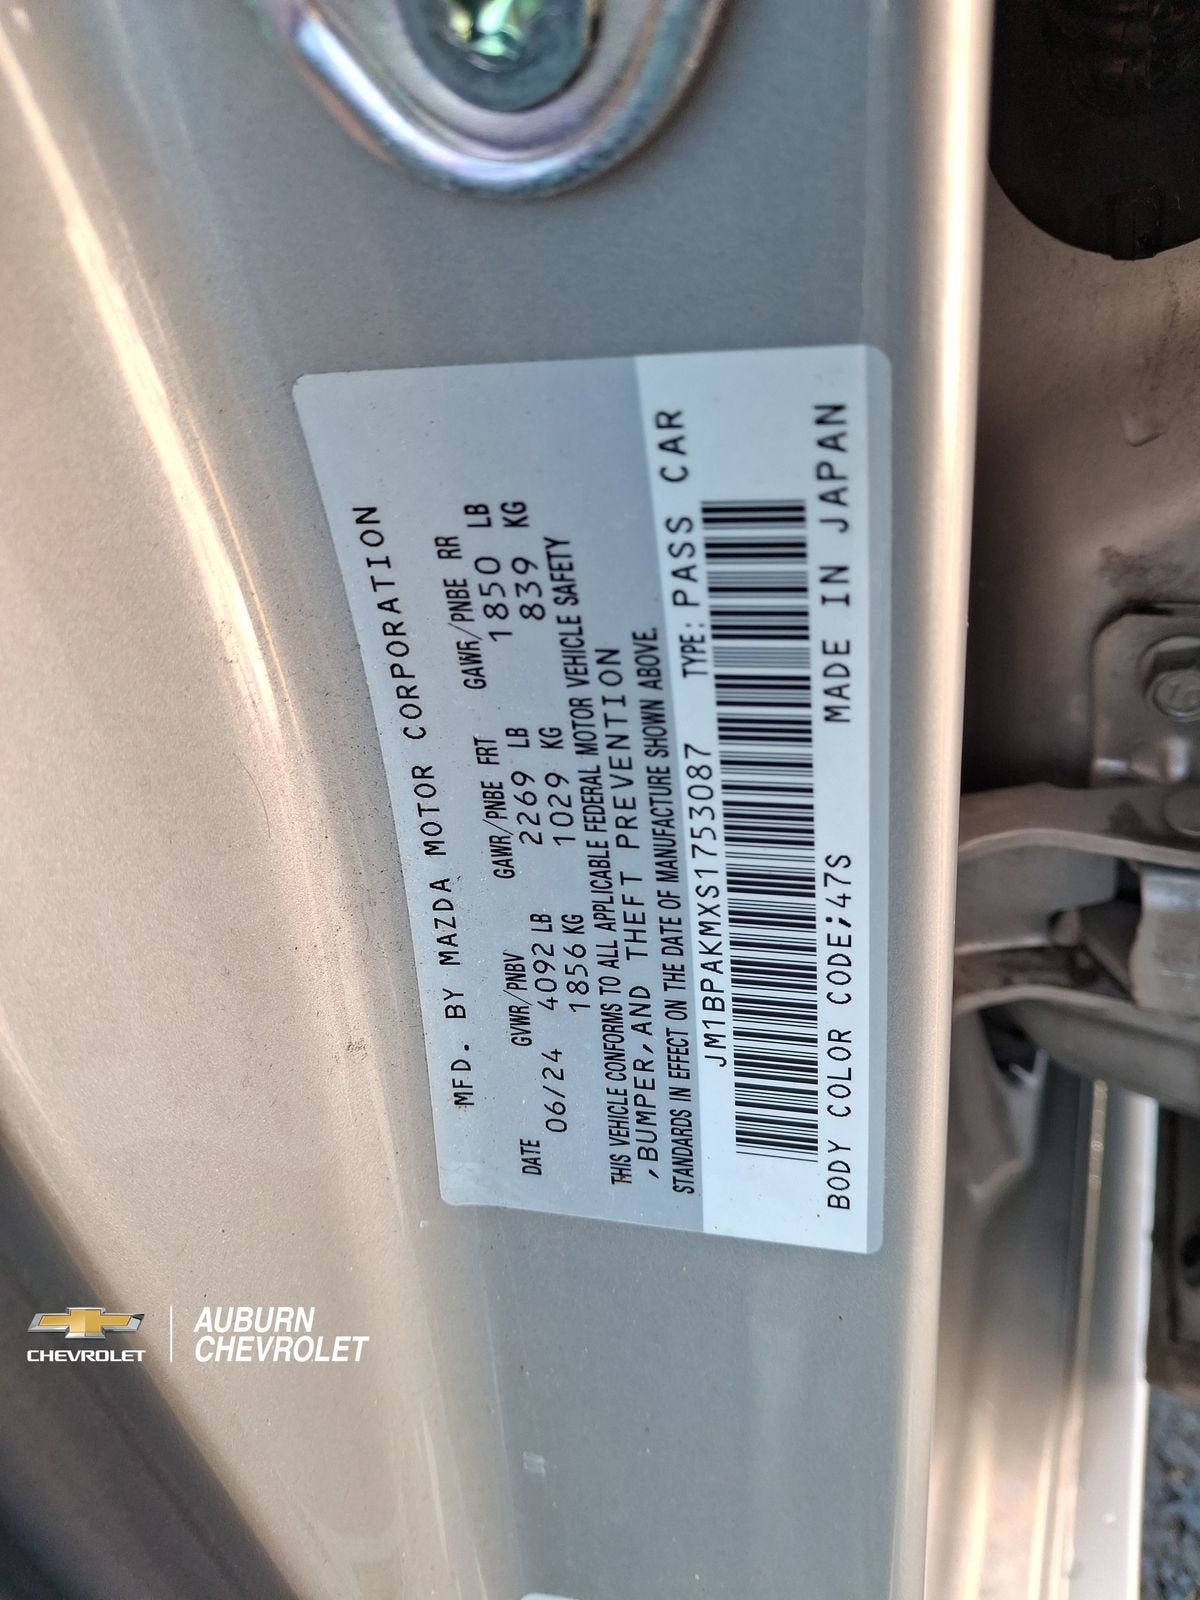 MFD. BY MAZDA MOTOR CORPORATION
DATE GVWR/PNBV GAWR/PNBE FRT GAWR/PNBE RR
06/24 4092 LB 2269 LB 1850 LB
1856 KG 1029 KG 839 KG
THIS VEHICLE CONFORMS TO ALL APPLICABLE FEDERAL MOTOR VEHICLE SAFETY
,BUMPER,AND THEFT PREVENTION
STANDARDS IN EFFECT ON THE DATE OF MANUFACTURE SHOWN ABOVE.
JM1BPAKMXS1753087 TYPE: PASS CAR
BODY COLOR CODE;47S MADE IN JAPAN
CHEVROLET
AUBURN
CHEVROLET